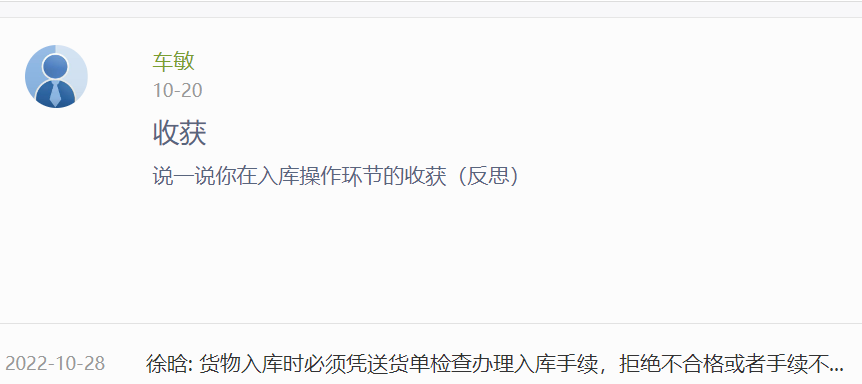 车敏
10-20
收获
说一说你在入库操作环节的收获（反思）
2022-10-28 徐晗: 货物入库时必须凭送货单检查办理入库手续，拒绝不合格或者手续不...